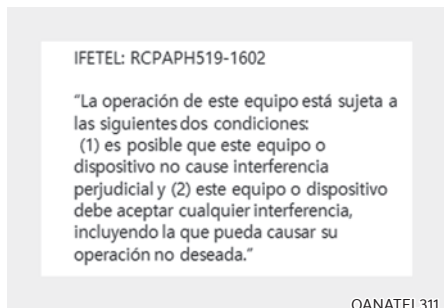 IFETEL: RCPAPH519-1602
“La operación de este equipo está sujeta a
las siguientes dos condiciones:
(1) es posible que este equipo o
dispositivo no cause interferencia
perjudicial y (2) este equipo o dispositivo
debe aceptar cualquier interferencia,
incluyendo la que pueda causar su
operación no deseada.“
OANATEL311